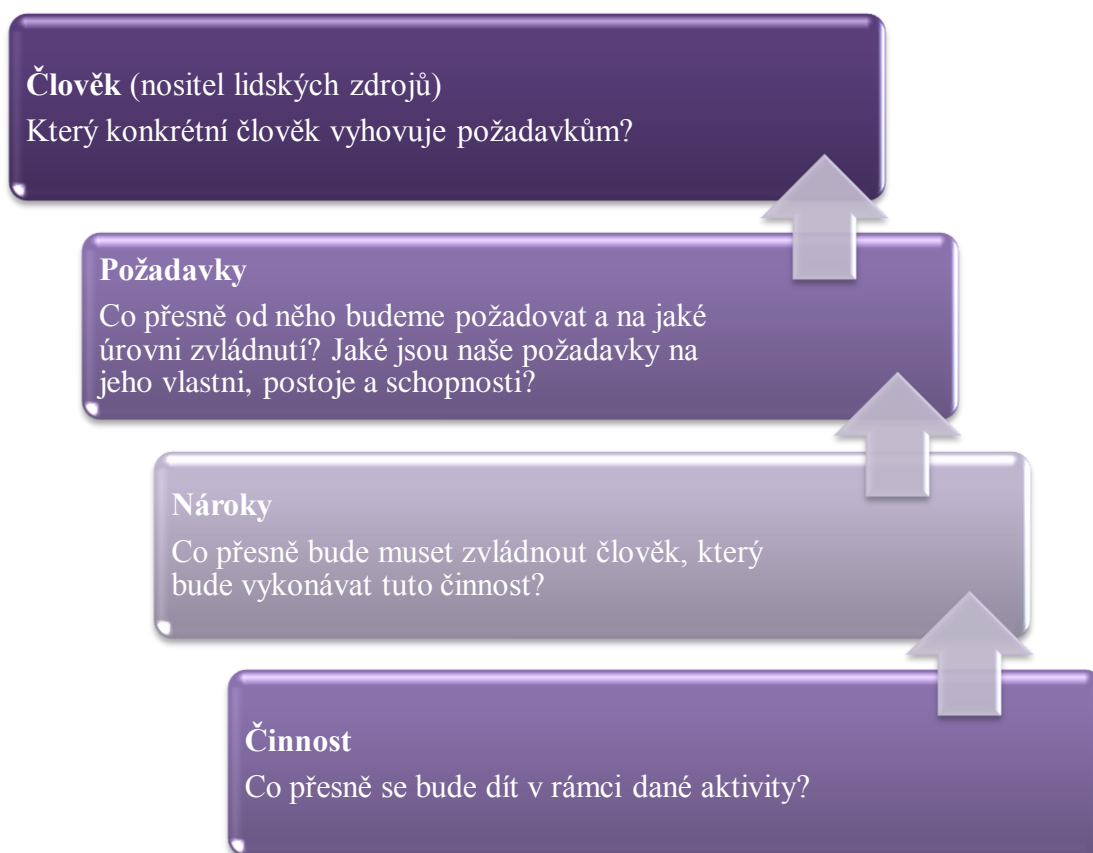 Člověk (nositel lidských zdrojů)
Který konkrétní člověk vyhovuje požadavkům?
Požadavky
Co přesně od něho budeme požadovat a na jaké
úrovni zvládnutí? Jaké jsou naše požadavky na
jeho vlastni, postoje a schopnosti?
Nároky
Co přesně bude muset zvládnout člověk, který
bude vykonávat tuto činnost?
Činnost
Co přesně se bude dít v rámci dané aktivity?